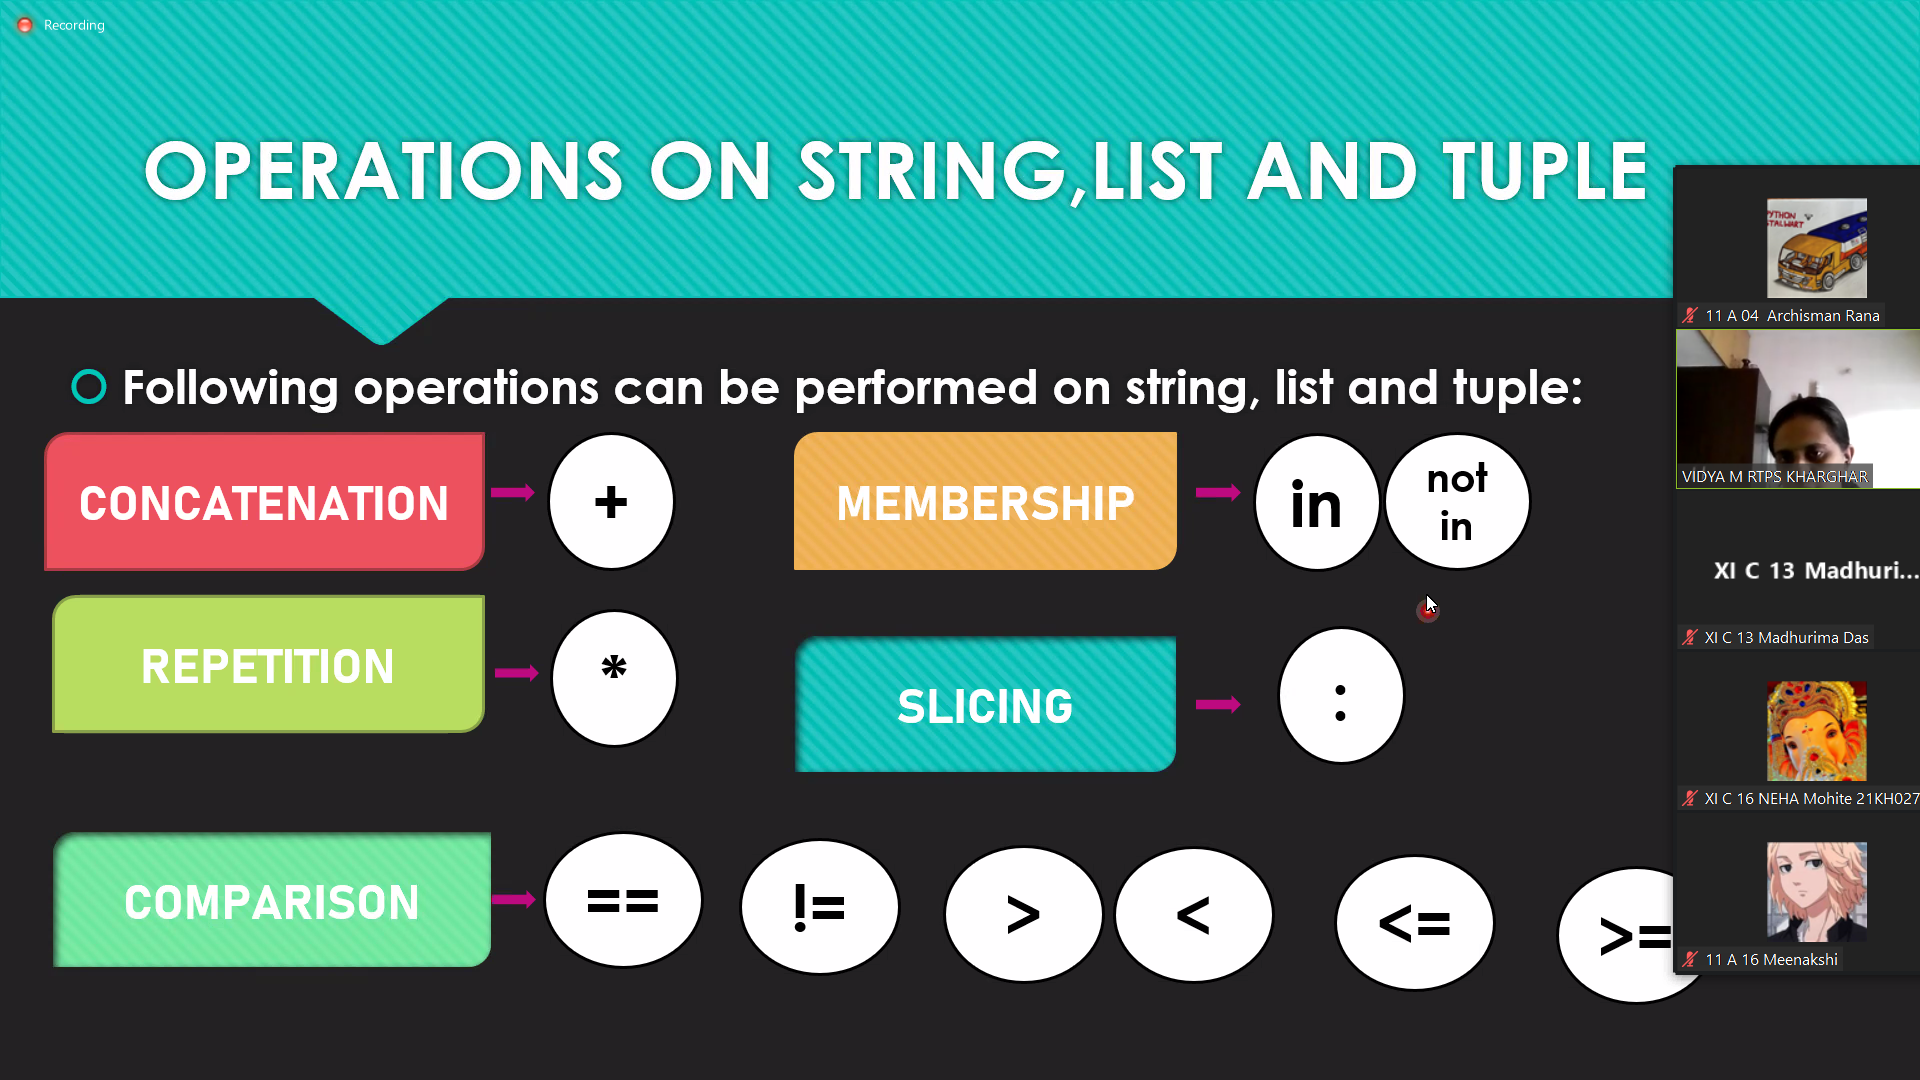 Recording
OPERATIONS ON STRING,LIST AND TUPLE
Following operations can be performed on string, list and tuple:
CONCATENATION
+
MEMBERSHIP
in
not
in
REPETITION
*
SLICING
:
COMPARISON
==
!=
>
<
<=
>=
PYTHON
STALWART
11 A 04 Archisman Rana
VIDYA M RTPS KHARGHAR
XI C 13 Madhuri...
XI C 13 Madhurima Das
XI C 16 NEHA Mohite 21KH027
11 A 16 Meenakshi